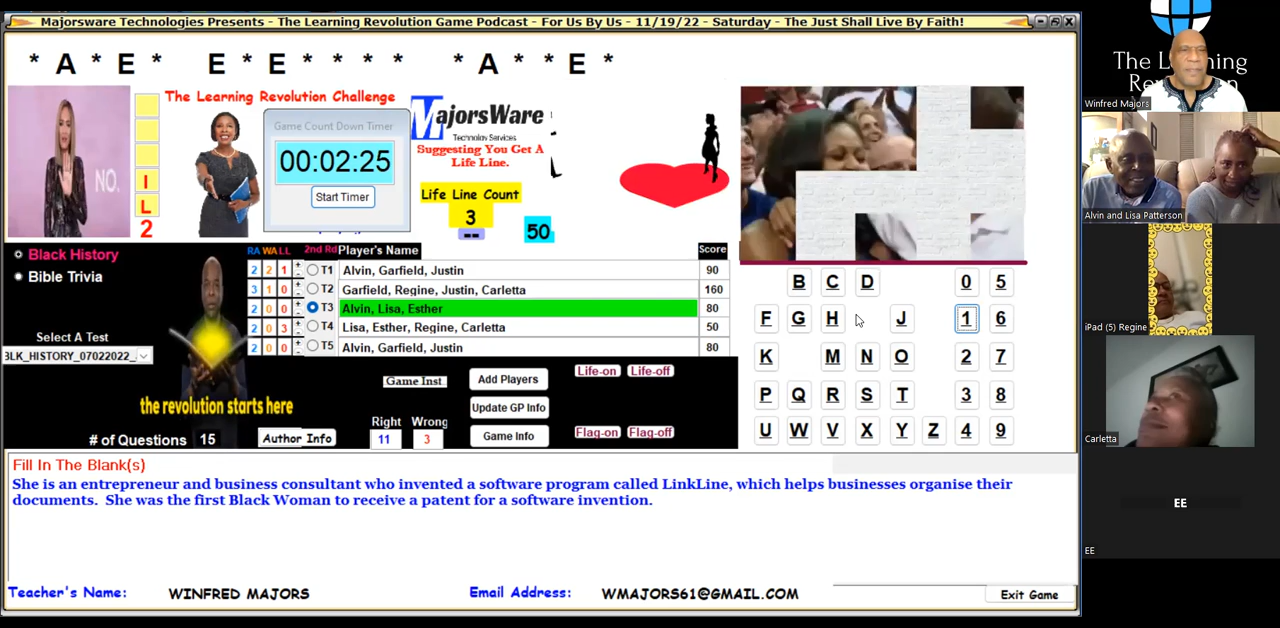 Majorsware Technologies Presents - The Learning Revolution Game Podcast - For Us By Us - 11/19/22 - Saturday - The Just Shall Live By Faith!
* A * E * E * E * * * * * A * * E *
The Learning Revolution Challenge
NO.
I
L
2
Game Count Down Timer
00:02:25
Start Timer
MajorsWare
Technology Services
Suggesting You Get A
Life Line.
Life Line Count
3
--
50
Black History
Bible Trivia
Select A Test
3LK_HISTORY_07022022_
the revolution starts here
# of Questions 15
Author Info
RA WA LL 2nd Rd Player's Name Score
2 2 1 + - T1 Alvin, Garfield, Justin 90
3 1 0 + - T2 Garfield, Regine, Justin, Carletta 160
2 0 0 + - T3 Alvin, Lisa, Esther 80
2 0 3 + - T4 Lisa, Esther, Regine, Carletta 50
2 0 0 + - T5 Alvin, Garfield, Justin 80
Game Inst
Add Players
Life-on Life-off
Update GP Info
Right Wrong
11 3
Game Info
Flag-on Flag-off
B C D 0 5
F G H J 1 6
K M N O 2 7
P Q R S T 3 8
U W V X Y Z 4 9
Fill In The Blank(s)
She is an entrepreneur and business consultant who invented a software program called LinkLine, which helps businesses organise their
documents. She was the first Black Woman to receive a patent for a software invention.
Teacher's Name: WINFRED MAJORS Email Address: WMAJORS61@GMAIL.COM Exit Game
The
Winfred Majors
Alvin and Lisa Patterson
iPad (5) Regine
Carletta
EE
EE